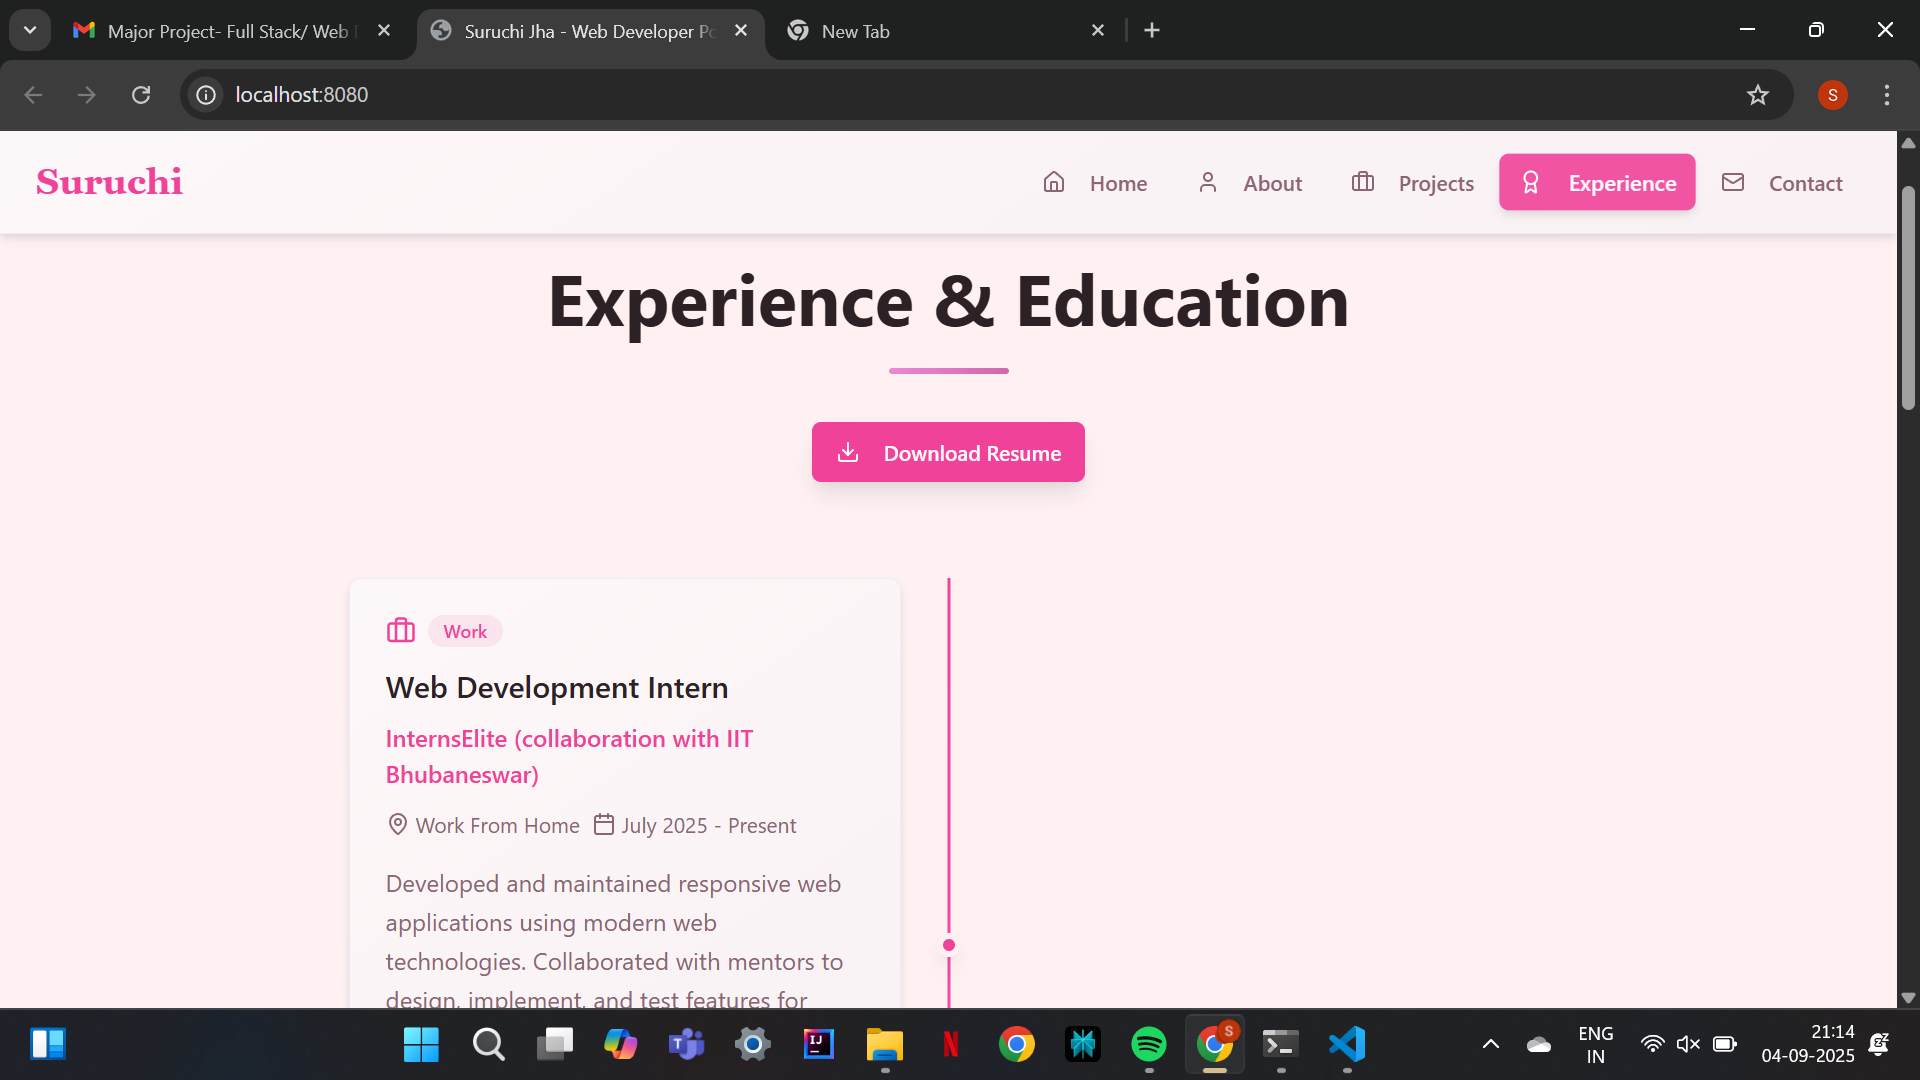 Major Project- Full Stack/ Web
Suruchi Jha - Web Developer Po
New Tab
localhost:8080
S
Suruchi
Home
About
Projects
Experience
Contact
Experience & Education
Download Resume
Work
Web Development Intern
InternsElite (collaboration with IIT
Bhubaneswar)
Work From Home
July 2025 - Present
Developed and maintained responsive web
applications using modern web
technologies. Collaborated with mentors to
design, implement, and test features for
S
ENG
IN
21:14
04-09-2025